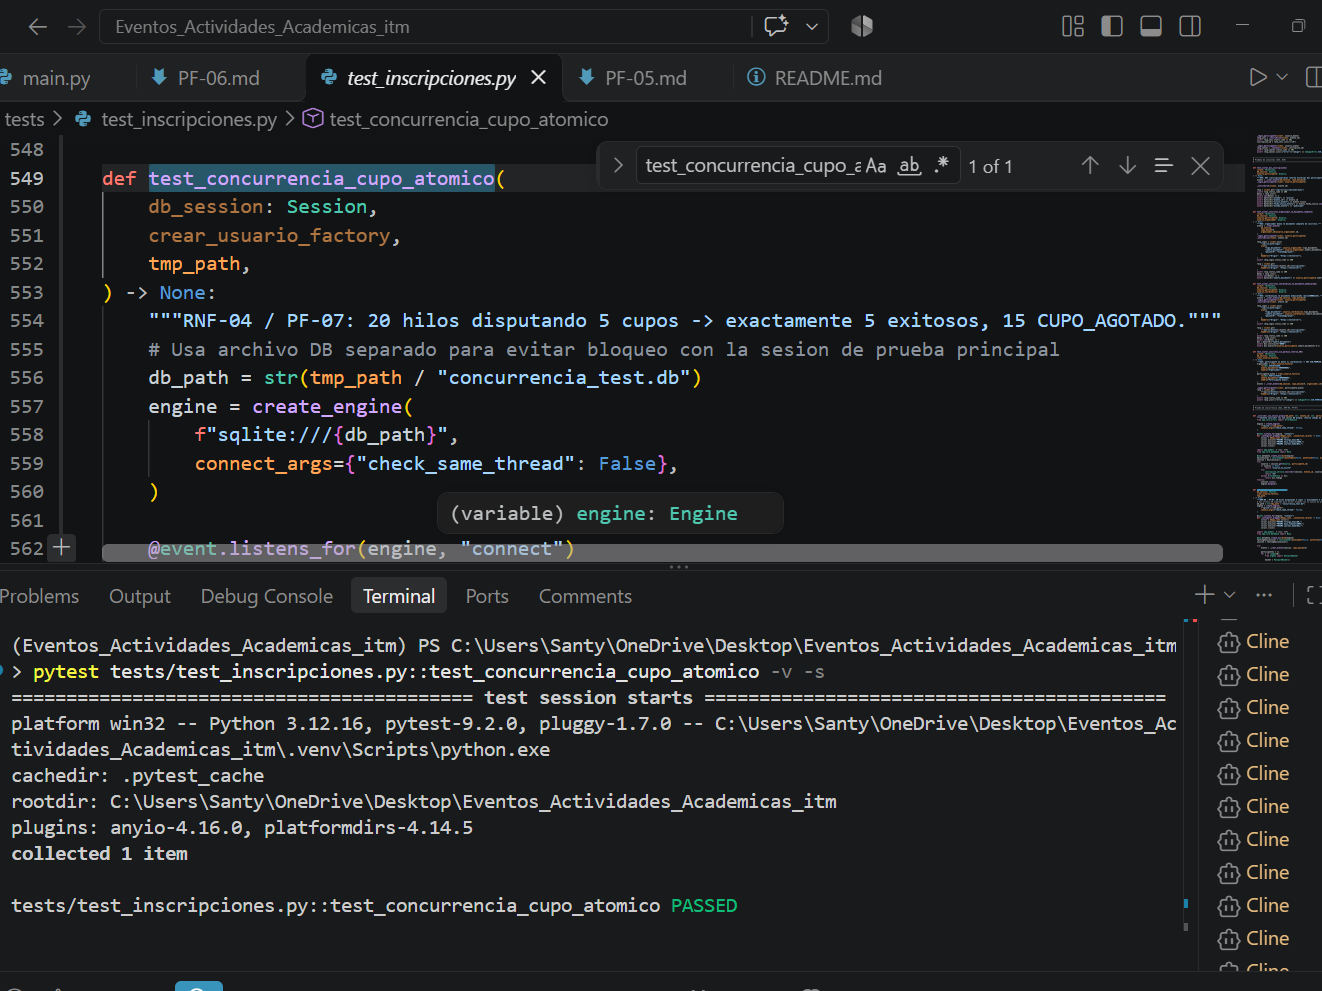 Eventos_Actividades_Academicas_itm
main.py
PF-06.md
test_inscripciones.py
PF-05.md
README.md
tests > test_inscripciones.py > test_concurrencia_cupo_atomico
test_concurrencia_cupo_a Aa ab .* 1 of 1
548
549 def test_concurrencia_cupo_atomico(
550 db_session: Session,
551 crear_usuario_factory,
552 tmp_path,
553 ) -> None:
554 """RNF-04 / PF-07: 20 hilos disputando 5 cupos -> exactamente 5 exitosos, 15 CUPO_AGOTADO."""
555 # Usa archivo DB separado para evitar bloqueo con la sesion de prueba principal
556 db_path = str(tmp_path / "concurrencia_test.db")
557 engine = create_engine(
558 f"sqlite:///{db_path}",
559 connect_args={"check_same_thread": False},
560 )
561
(variable) engine: Engine
562 @event.listens_for(engine, "connect")
Problems Output Debug Console Terminal Ports Comments
(Eventos_Actividades_Academicas_itm) PS C:\Users\Santy\OneDrive\Desktop\Eventos_Actividades_Academicas_itm
> pytest tests/test_inscripciones.py::test_concurrencia_cupo_atomico -v -s
========================================== test session starts ==========================================
platform win32 -- Python 3.12.16, pytest-9.2.0, pluggy-1.7.0 -- C:\Users\Santy\OneDrive\Desktop\Eventos_Ac
tividades_Academicas_itm\.venv\Scripts\python.exe
cachedir: .pytest_cache
rootdir: C:\Users\Santy\OneDrive\Desktop\Eventos_Actividades_Academicas_itm
plugins: anyio-4.16.0, platformdirs-4.14.5
collected 1 item
tests/test_inscripciones.py::test_concurrencia_cupo_atomico PASSED
Cline
Cline
Cline
Cline
Cline
Cline
Cline
Cline
Cline
Cline
Cline